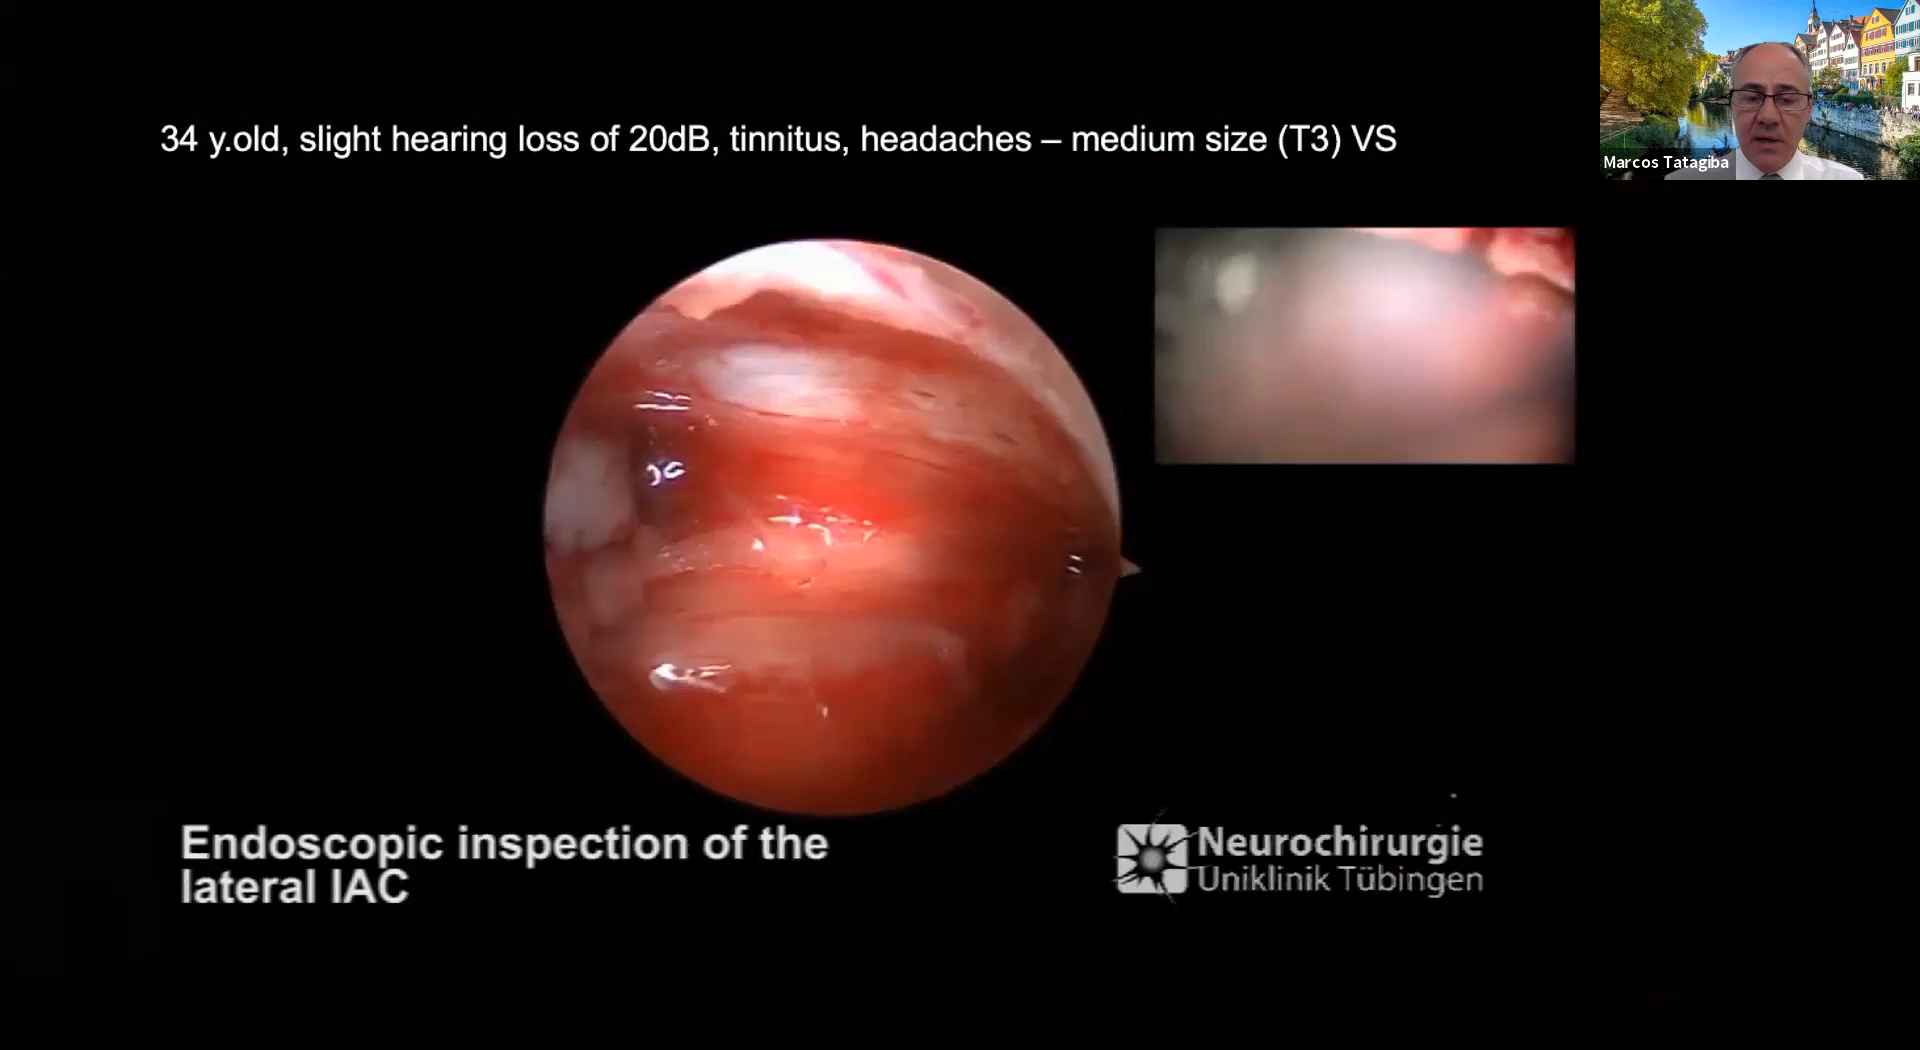 34 y.old, slight hearing loss of 20dB, tinnitus, headaches – medium size (T3) VS
Marcos Tatagiba
Endoscopic inspection of the
lateral IAC
Neurochirurgie
Uniklinik Tübingen